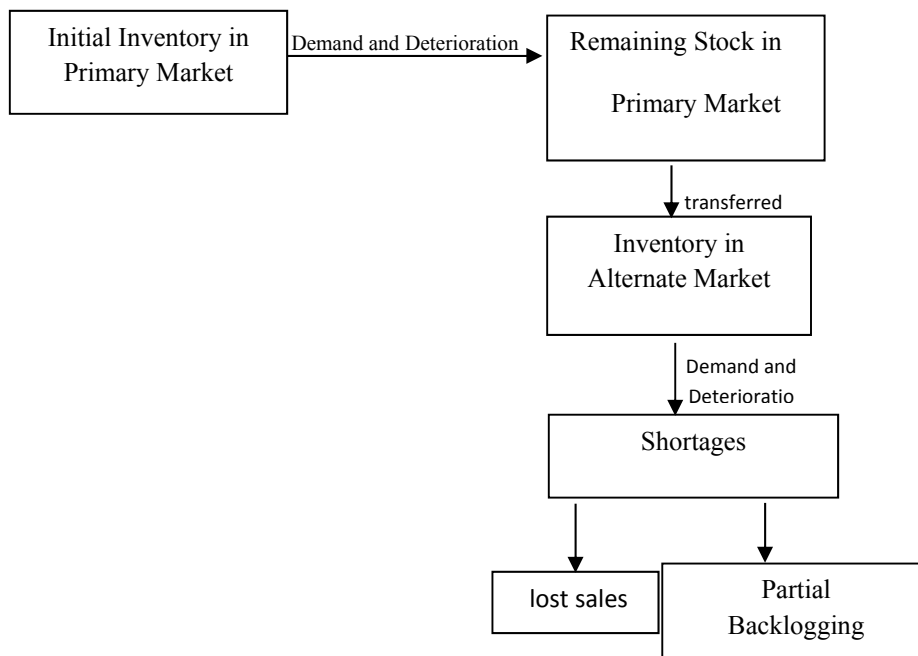 Initial Inventory in
Primary Market
Demand and Deterioration
Remaining Stock in
Primary Market
transferred
Inventory in
Alternate Market
Demand and
Deterioratio
Shortages
lost sales
Partial
Backlogging